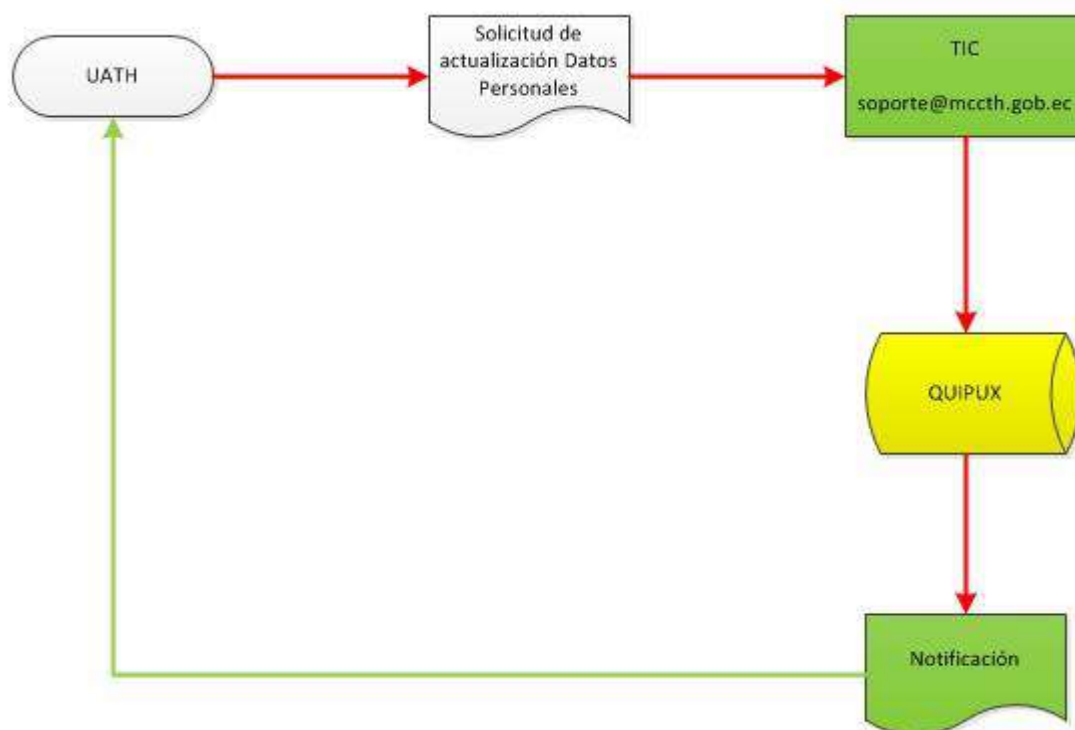 UATH
Solicitud de
actualización Datos
Personales
TIC
soporte@mccth.gob.ec
QUIPUX
Notificación